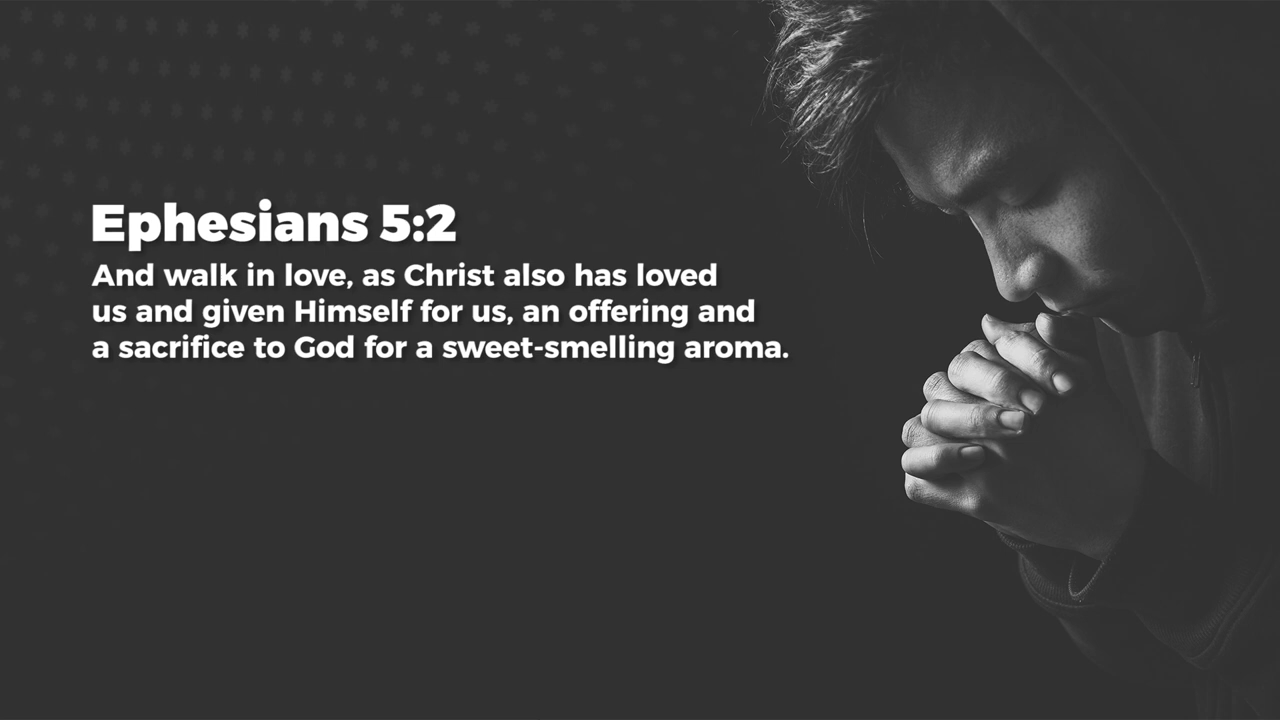 Ephesians 5:2
And walk in love, as Christ also has loved
us and given Himself for us, an offering and
a sacrifice to God for a sweet-smelling aroma.